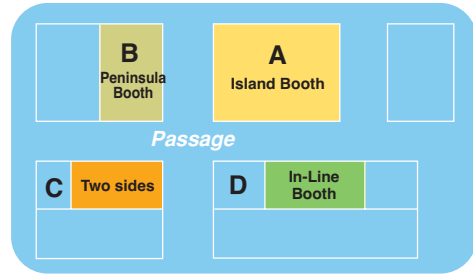 B
Peninsula
Booth
A
Island Booth
Passage
C
Two sides
D
In-Line
Booth